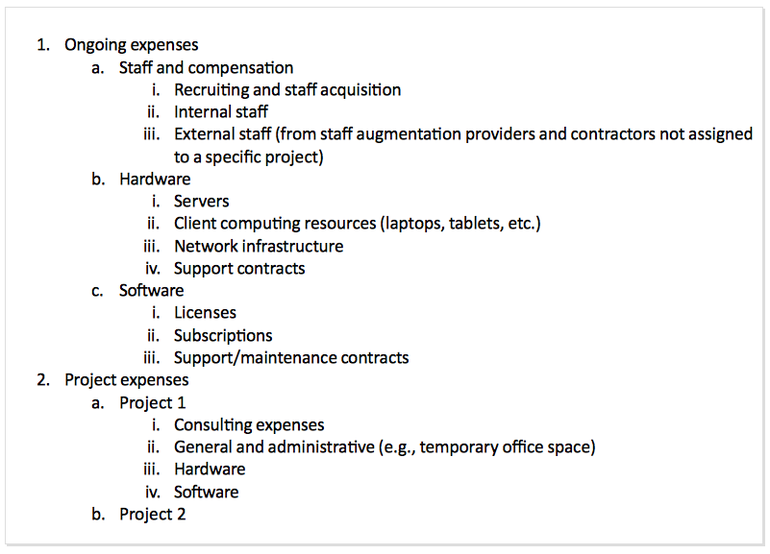 1. Ongoing expenses
a. Staff and compensation
i. Recruiting and staff acquisition
ii. Internal staff
iii. External staff (from staff augmentation providers and contractors not assigned
to a specific project)
b. Hardware
i. Servers
ii. Client computing resources (laptops, tablets, etc.)
iii. Network infrastructure
iv. Support contracts
c. Software
i. Licenses
ii. Subscriptions
iii. Support/maintenance contracts
2. Project expenses
a. Project 1
i. Consulting expenses
ii. General and administrative (e.g., temporary office space)
iii. Hardware
iv. Software
b. Project 2